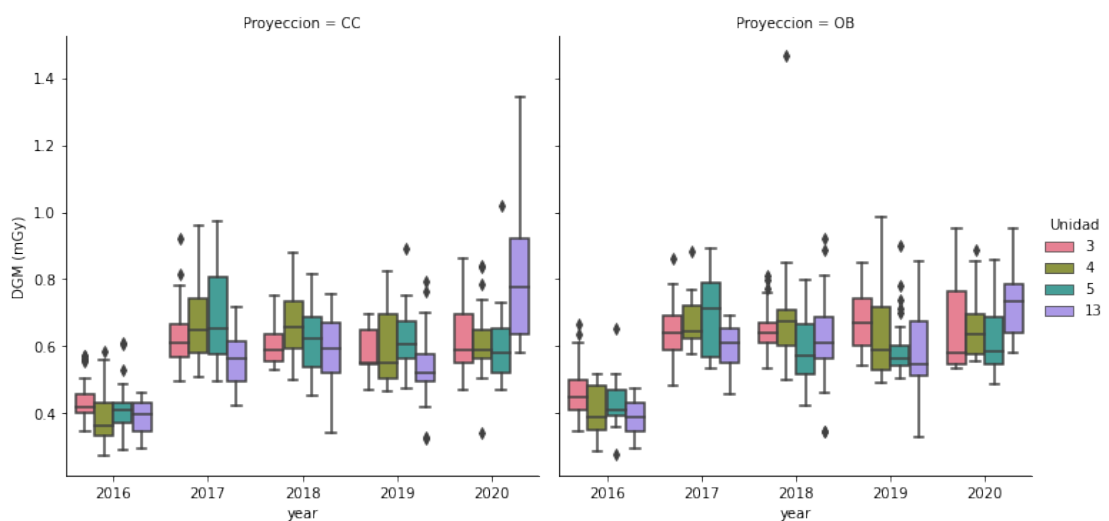 Proyeccion = CC
Proyeccion = OB
1.4
1.2
1.0
0.8
0.6
0.4
DGM (mGy)
2016 2017 2018 2019 2020
year
2016 2017 2018 2019 2020
year
Unidad
3
4
5
13